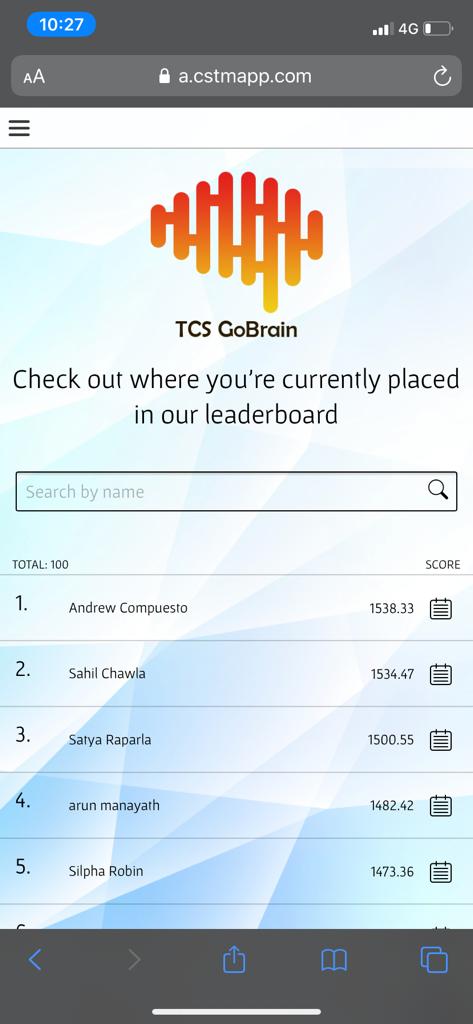 10:27
4G
AA
a.cstmapp.com
TCS GoBrain
Check out where you're currently placed
in our leaderboard
Search by name
TOTAL: 100 SCORE
1. Andrew Compuesto 1538.33
2. Sahil Chawla 1534.47
3. Satya Raparla 1500.55
4. arun manayath 1482.42
5. Silpha Robin 1473.36